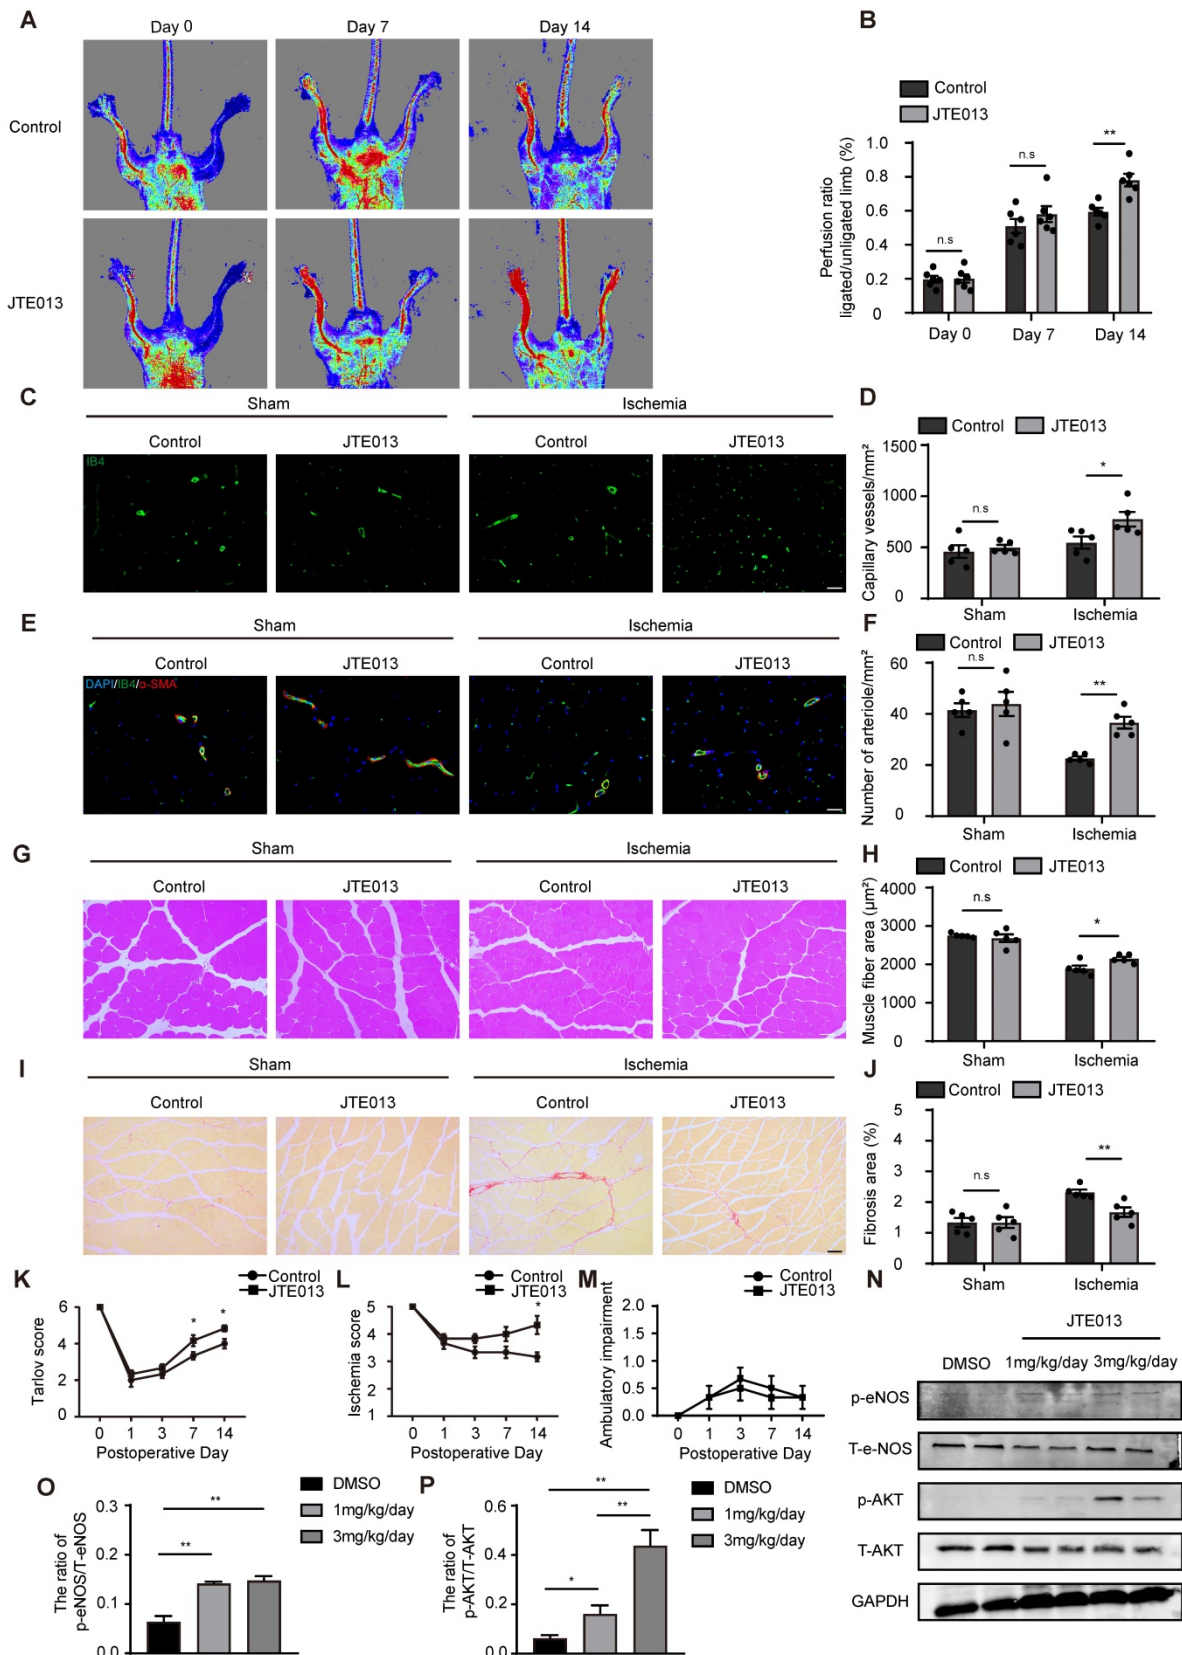 A
Day 0
Day 7
Day 14
Control
JTE013
B
Control
JTE013
Perfusion ratio
ligated/unligated limb (%)
1.0
0.8
0.6
0.4
0.2
0
n.s
n.s
**
Day 0
Day 7
Day 14
C
Sham
Ischemia
Control
JTE013
Control
JTE013
IB4
D
Control
JTE013
Capillary vessels/mm²
1500
1000
500
0
n.s
*
Sham
Ischemia
E
Sham
Ischemia
Control
JTE013
Control
JTE013
DAPI/IB4/α-SMA
F
Control
JTE013
Number of arteriole/mm²
60
40
20
0
n.s
**
Sham
Ischemia
G
Sham
Ischemia
Control
JTE013
Control
JTE013
H
Control
JTE013
Muscle fiber area (µm²)
4000
3000
2000
1000
0
n.s
*
Sham
Ischemia
I
Sham
Ischemia
Control
JTE013
Control
JTE013
J
Control
JTE013
Fibrosis area (%)
5
4
3
2
1
0
n.s
**
Sham
Ischemia
K
Control
JTE013
Tarlov score
6
4
2
0
* *
0 1 3 7 14
Postoperative Day
L
Control
JTE013
Ischemia score
5
4
3
2
1
*
0 1 3 7 14
Postoperative Day
M
Control
JTE013
Ambulatory impairment
2.0
1.5
1.0
0.5
0.0
0 1 3 7 14
Postoperative Day
N
JTE013
DMSO 1mg/kg/day 3mg/kg/day
p-eNOS
T-e-NOS
p-AKT
T-AKT
GAPDH
O
DMSO
1mg/kg/day
3mg/kg/day
The ratio of
p-eNOS/T-eNOS
0.3
0.2
0.1
0.0
**
**
P
DMSO
1mg/kg/day
3mg/kg/day
The ratio of
p-AKT/T-AKT
0.6
0.4
0.2
0.0
**
**
*